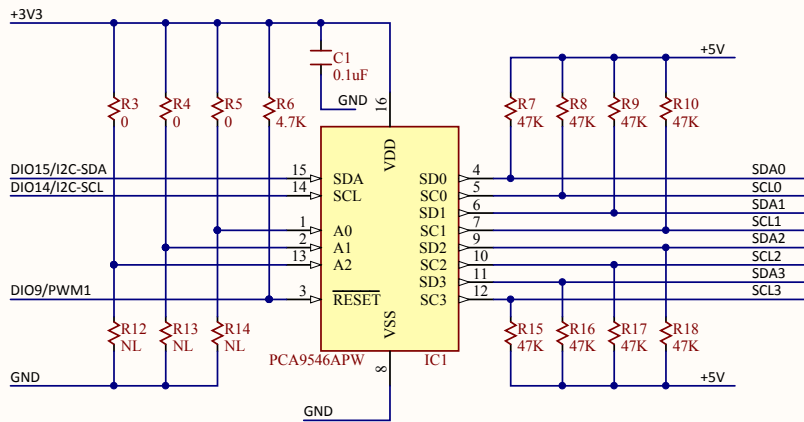 +3V3
+5V
C1
0.1uF
GND
16
R3
0
R4
0
R5
0
R6
4.7K
R7
47K
R8
47K
R9
47K
R10
47K
VDD
DIO15/I2C-SDA
15
SDA
SD0
4
SDA0
DIO14/I2C-SCL
14
SCL
SC0
5
SCL0
SD1
6
SDA1
1
A0
SC1
7
SCL1
2
A1
SD2
9
SDA2
13
A2
SC2
10
SCL2
SD3
11
SDA3
DIO9/PWM1
3
RESET
SC3
12
SCL3
VSS
R12
NL
R13
NL
R14
NL
R15
47K
R16
47K
R17
47K
R18
47K
PCA9546APW
8
IC1
GND
+5V
GND